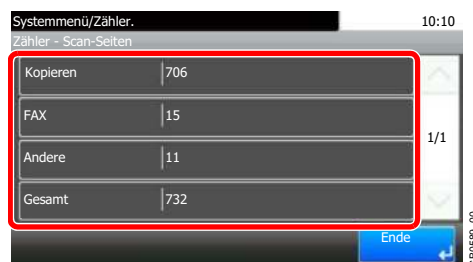 Systemmenü/Zähler. 10:10
Zähler - Scan-Seiten
Kopieren 706
FAX 15
1/1
Andere 11
Gesamt 732
Ende